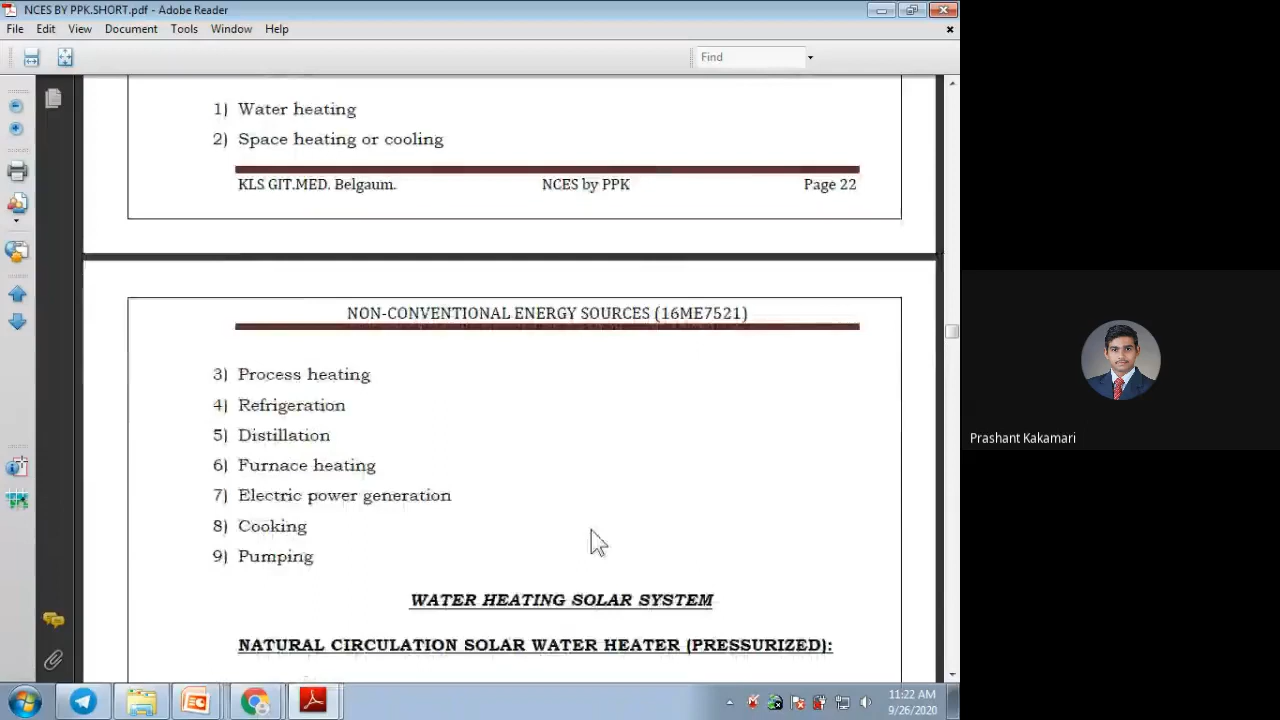 NCES BY PPK.SHORT.pdf - Adobe Reader
File Edit View Document Tools Window Help
Find
1) Water heating
2) Space heating or cooling
KLS GIT.MED. Belgaum. NCES by PPK Page 22
NON-CONVENTIONAL ENERGY SOURCES (16ME7521)
3) Process heating
4) Refrigeration
5) Distillation
6) Furnace heating
7) Electric power generation
8) Cooking
9) Pumping
WATER HEATING SOLAR SYSTEM
NATURAL CIRCULATION SOLAR WATER HEATER (PRESSURIZED):
Prashant Kakamari
11:22 AM
9/26/2020